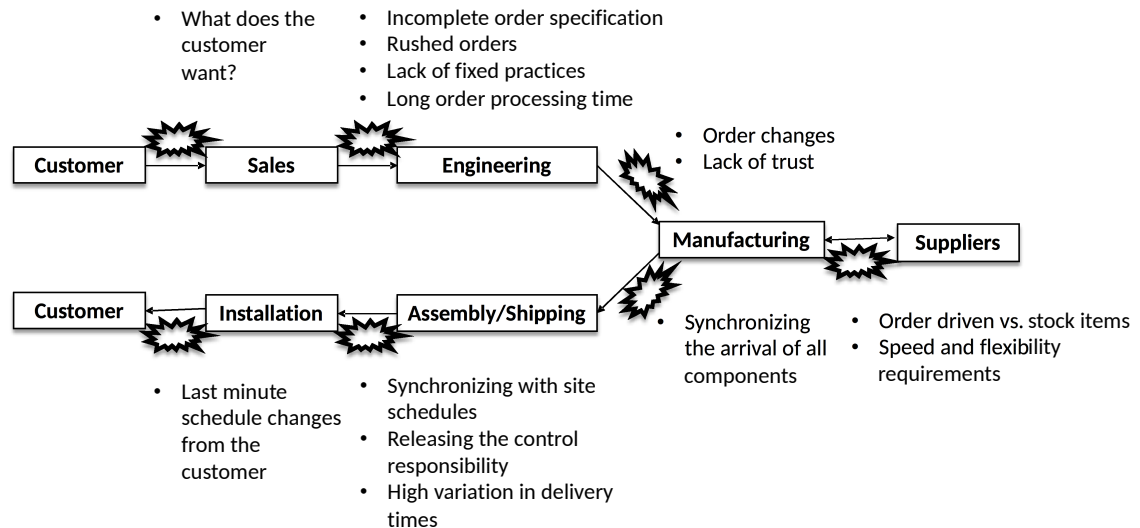 • What does the
customer
want?
• Incomplete order specification
• Rushed orders
• Lack of fixed practices
• Long order processing time
• Order changes
• Lack of trust
Customer
Sales
Engineering
Manufacturing
Suppliers
Customer
Installation
Assembly/Shipping
• Synchronizing
the arrival of all
components
• Order driven vs. stock items
• Speed and flexibility
requirements
• Last minute
schedule changes
from the
customer
• Synchronizing with site
schedules
• Releasing the control
responsibility
• High variation in delivery
times